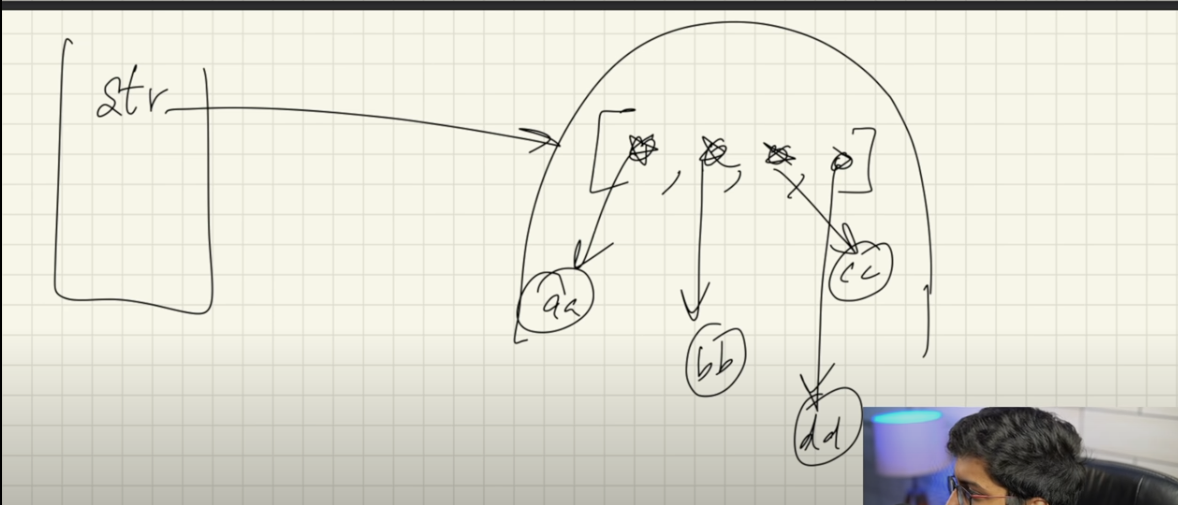 str
[ , , ]
aa
cc
bb
dd